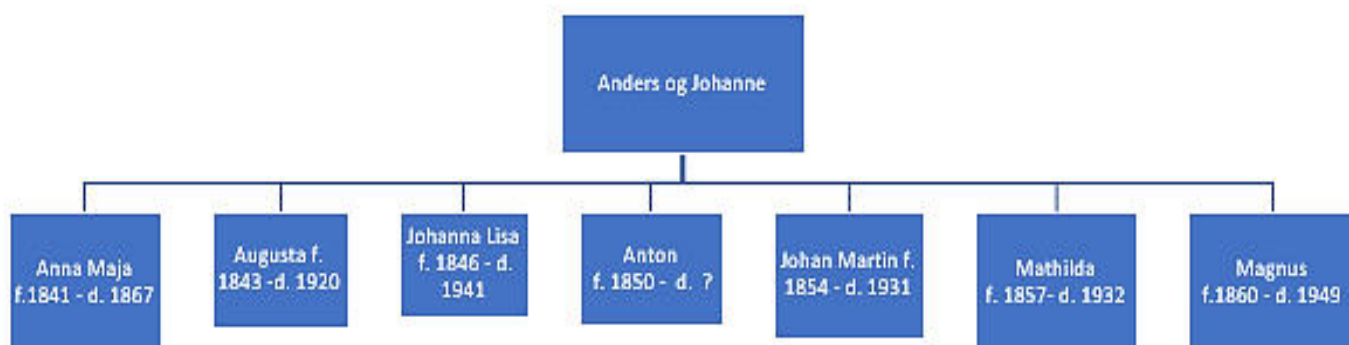 Anders og Johanne
Anna Maja
f.1841 - d. 1867
Augusta f.
1843 -d. 1920
Johanna Lisa
f. 1846 - d.
1941
Anton
f. 1850 - d. ?
Johan Martin f.
1854 - d. 1931
Mathilda
f. 1857- d. 1932
Magnus
f.1860 - d. 1949